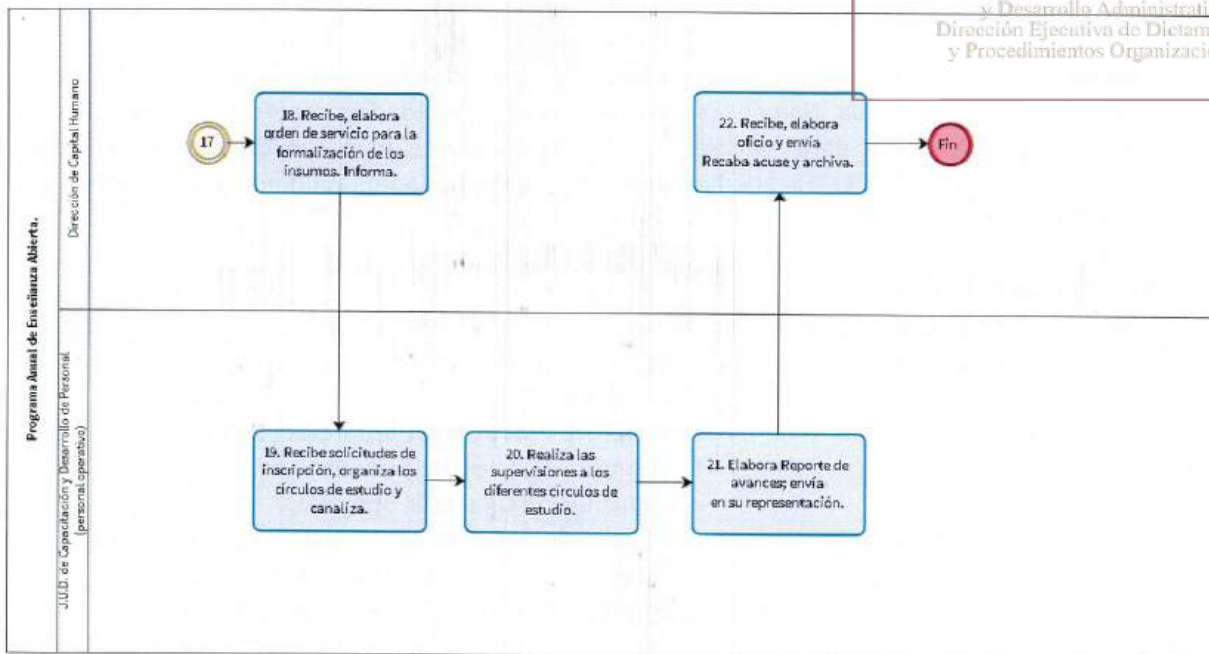 y Desarrollo Administrati
Dirección Ejecutiva de Dictam
y Procedimientos Organizaci
Programa Anual de Enseñanza Abierta.
Dirección de Capital Humano
17
18. Recibe, elabora
orden de servicio para la
formalización de los
insumos. Informa.
22. Recibe, elabora
oficio y envía
Recaba acuse y archiva.
Fin
J.U.D. de Capacitación y Desarrollo de Personal
(personal operativo)
19. Recibe solicitudes de
inscripción, organiza los
círculos de estudio y
canaliza.
20. Realiza las
supervisiones a los
diferentes círculos de
estudio.
21. Elabora Reporte de
avances; envía
en su representación.